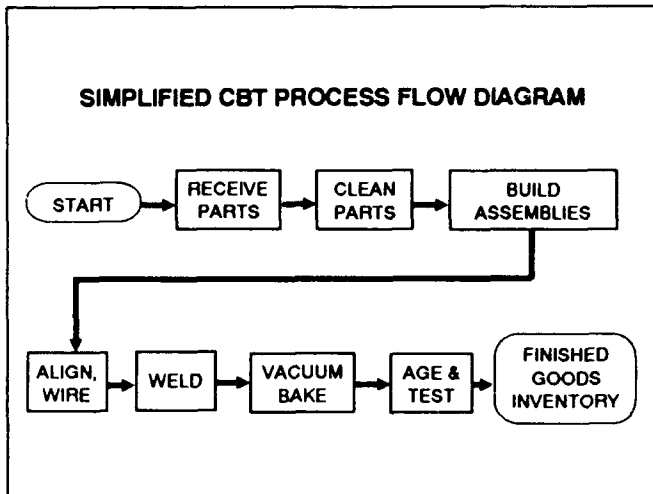 SIMPLIFIED CBT PROCESS FLOW DIAGRAM
START
RECEIVE
PARTS
CLEAN
PARTS
BUILD
ASSEMBLIES
ALIGN,
WIRE
WELD
VACUUM
BAKE
AGE &
TEST
FINISHED
GOODS
INVENTORY